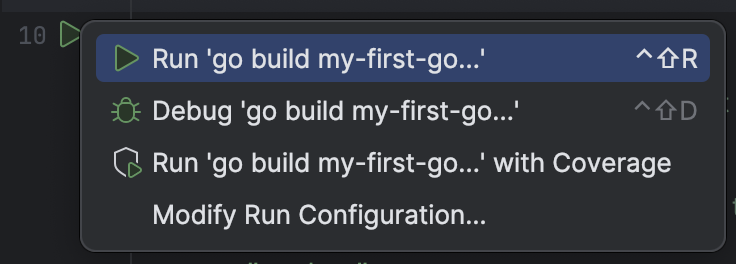 10
Run 'go build my-first-go...' ^⇧R
Debug 'go build my-first-go...' ^⇧D
Run 'go build my-first-go...' with Coverage
Modify Run Configuration...